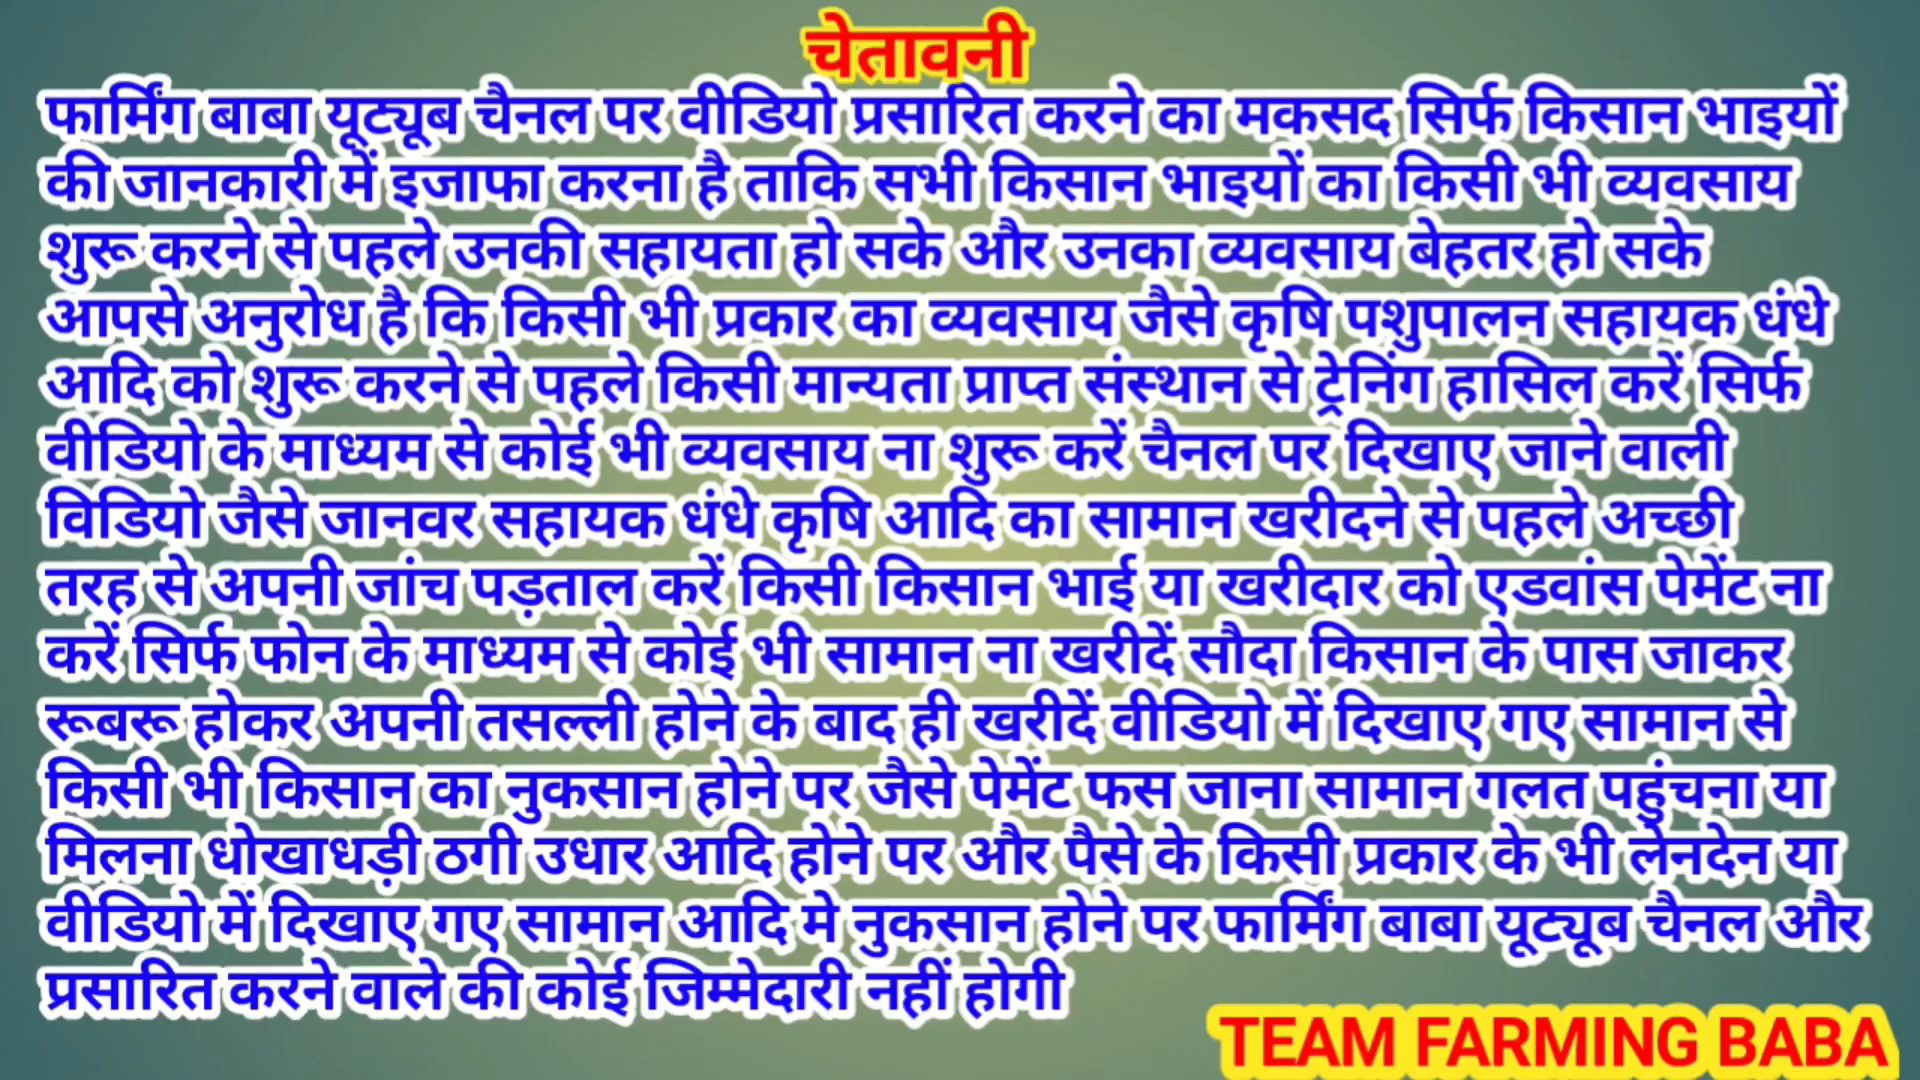 चेतावनी
फार्मिंग बाबा यूट्यूब चैनल पर वीडियो प्रसारित करने का मकसद सिर्फ किसान भाइयों
की जानकारी में इजाफा करना है ताकि सभी किसान भाइयों का किसी भी व्यवसाय
शुरू करने से पहले उनकी सहायता हो सके और उनका व्यवसाय बेहतर हो सके
आपसे अनुरोध है कि किसी भी प्रकार का व्यवसाय जैसे कृषि पशुपालन सहायक धंधे
आदि को शुरू करने से पहले किसी मान्यता प्राप्त संस्थान से ट्रेनिंग हासिल करें सिर्फ
वीडियो के माध्यम से कोई भी व्यवसाय ना शुरू करें चैनल पर दिखाए जाने वाली
विडियो जैसे जानवर सहायक धंधे कृषि आदि का सामान खरीदने से पहले अच्छी
तरह से अपनी जांच पड़ताल करें किसी किसान भाई या खरीदार को एडवांस पेमेंट ना
करें सिर्फ फोन के माध्यम से कोई भी सामान ना खरीदें सौदा किसान के पास जाकर
रूबरू होकर अपनी तसल्ली होने के बाद ही खरीदें वीडियो में दिखाए गए सामान से
किसी भी किसान का नुकसान होने पर जैसे पेमेंट फस जाना सामान गलत पहुंचना या
मिलना धोखाधड़ी ठगी उधार आदि होने पर और पैसे के किसी प्रकार के भी लेनदेन या
वीडियो में दिखाए गए सामान आदि मे नुकसान होने पर फार्मिंग बाबा यूट्यूब चैनल और
प्रसारित करने वाले की कोई जिम्मेदारी नहीं होगी
TEAM FARMING BABA